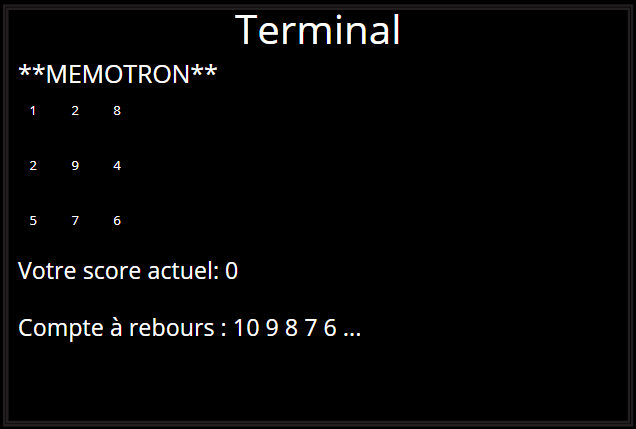 Terminal
**MEMOTRON**
1 2 8
2 9 4
5 7 6
Votre score actuel: 0
Compte à rebours : 10 9 8 7 6 ...